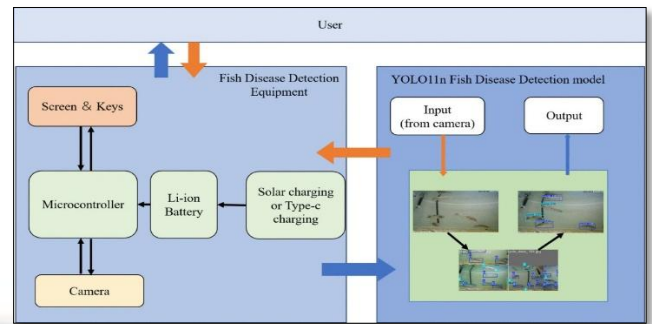 User
Fish Disease Detection
Equipment
YOLO11n Fish Disease Detection model
Screen & Keys
Input
(from camera)
Output
Microcontroller
Li-ion
Battery
Solar charging
or Type-c
charging
Camera